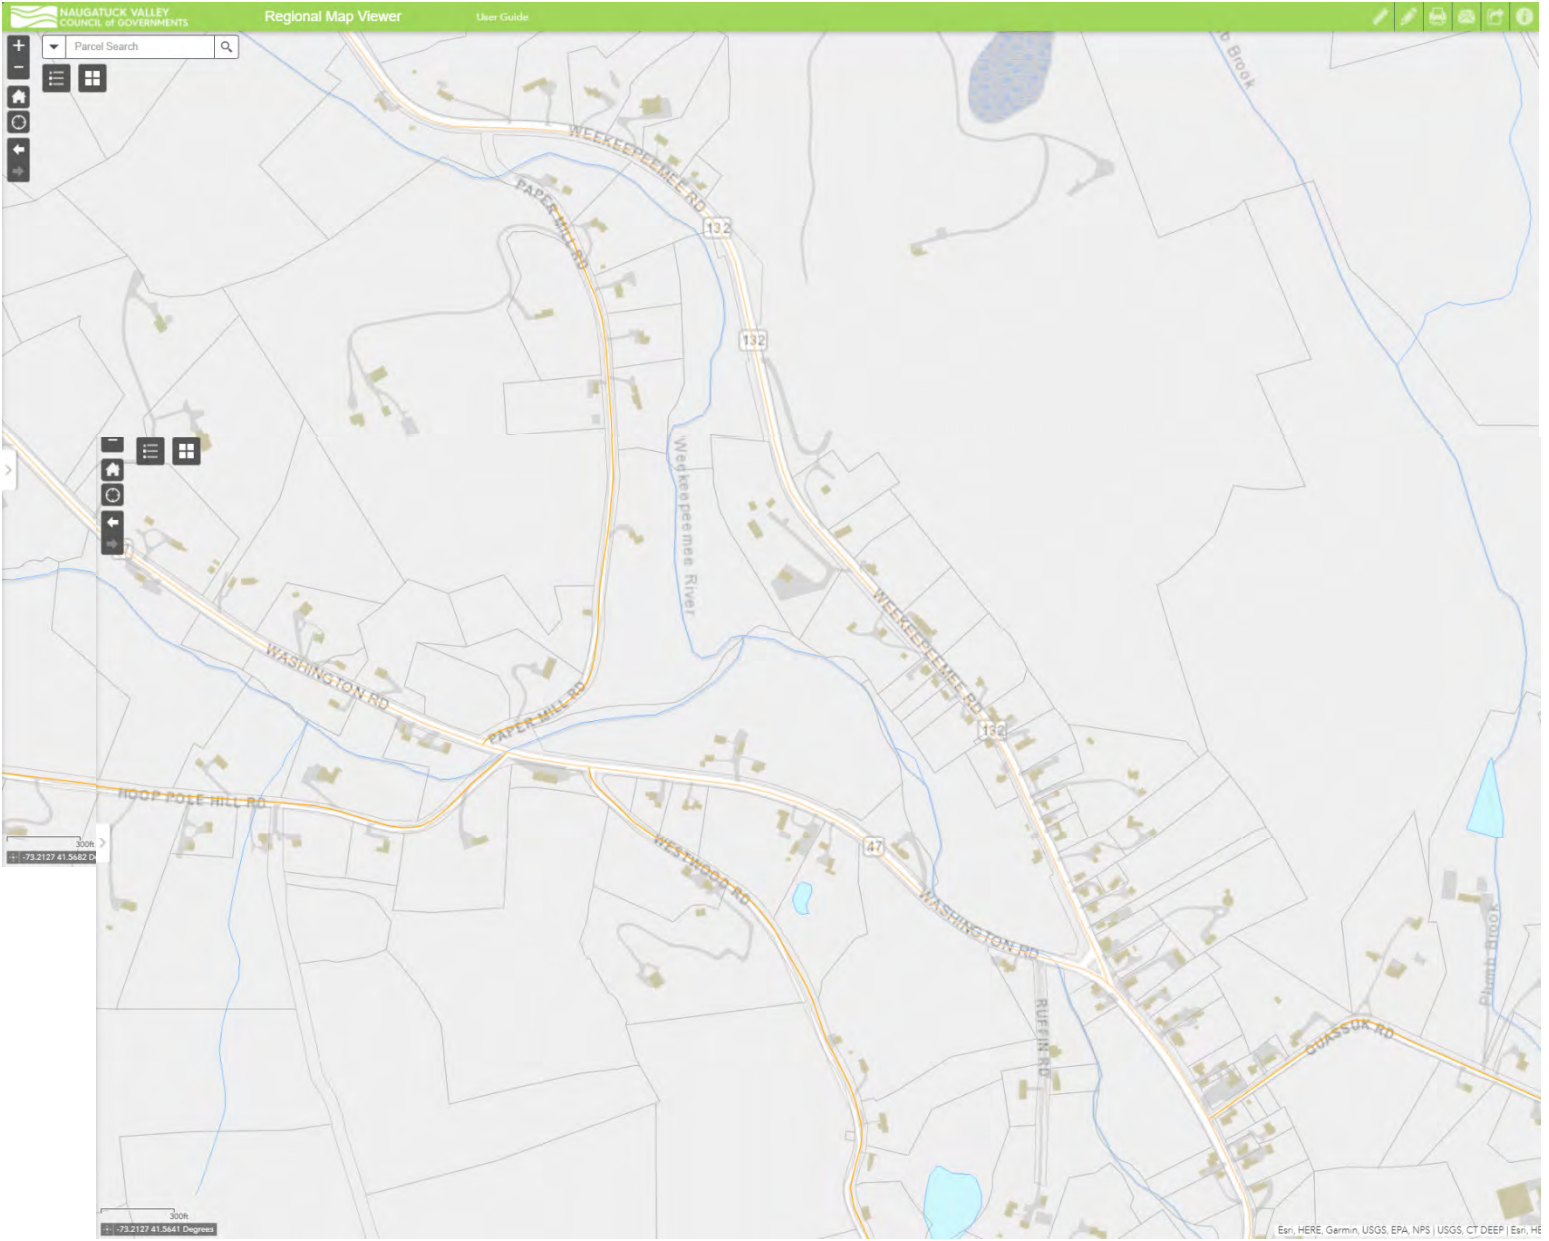 NAUGATUCK VALLEY
COUNCIL of GOVERNMENTS
Regional Map Viewer
User Guide
Parcel Search
b Brook
WEEKEEPEEMEE RD
PAPER MILL RD
132
132
Weekeepeemee River
WEEKEEPEEMEE RD
WASHINGTON RD
PAPER MILL RD
132
HOOP POLE HILL RD
300ft
-73.2127 41.5682 De
WESTWOOD RD
47
WASHINGTON RD
Plumb Brook
RUFFIN RD
QUASSUK RD
300ft
-73.2127 41.5641 Degrees
Esri, HERE, Garmin, USGS, EPA, NPS | USGS, CT DEEP | Esri, HE